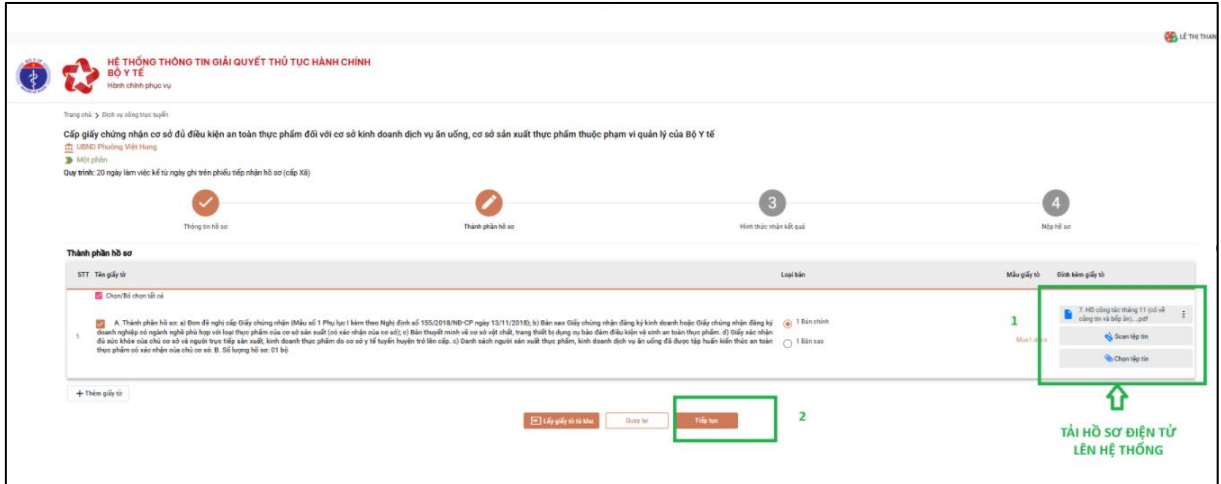 LÊ THỊ THAN
HỆ THỐNG THÔNG TIN GIẢI QUYẾT THỦ TỤC HÀNH CHÍNH
BỘ Y TẾ
Hành chính phục vụ
Trang chủ > Dịch vụ công trực tuyến
Cấp giấy chứng nhận cơ sở đủ điều kiện an toàn thực phẩm đối với cơ sở kinh doanh dịch vụ ăn uống, cơ sở sản xuất thực phẩm thuộc phạm vi quản lý của Bộ Y tế
UBND Phường Việt Hưng
Một phần
Quy trình: 20 ngày làm việc kể từ ngày ghi trên phiếu tiếp nhận hồ sơ (cấp Xã)
3 4
Thông tin hồ sơ Thành phần hồ sơ Hình thức nhận kết quả Nộp hồ sơ
Thành phần hồ sơ
STT Tên giấy tờ Loại bản Mẫu giấy tờ Đính kèm giấy tờ
Chọn/Bỏ chọn tất cả
1 A. Thành phần hồ sơ: a) Đơn đề nghị cấp Giấy chứng nhận (Mẫu số 1 Phụ lục I kèm theo Nghị định số 155/2018/NĐ-CP ngày 13/11/2018); b) Bản sao Giấy chứng nhận đăng ký kinh doanh hoặc Giấy chứng nhận đăng ký
doanh nghiệp có ngành nghề phù hợp với loại thực phẩm của cơ sở sản xuất (có xác nhận của cơ sở); c) Bản thuyết minh về cơ sở vật chất, trang thiết bị dụng cụ bảo đảm điều kiện vệ sinh an toàn thực phẩm. d) Giấy xác nhận
đủ sức khỏe của chủ cơ sở và người trực tiếp sản xuất, kinh doanh thực phẩm do cơ sở y tế tuyến huyện trở lên cấp. c) Danh sách người sản xuất thực phẩm, kinh doanh dịch vụ ăn uống đã được tập huấn kiến thức an toàn
thực phẩm có xác nhận của chủ cơ sở. B. Số lượng hồ sơ: 01 bộ
1 Bản chính
1 Bản sao
1
7. HD công tác tháng 11 (có vẽ
cổng tin và bếp ăn),...pdf
Scan tệp tin
Chọn tệp tin
+ Thêm giấy tờ
Lấy giấy tờ từ kho Quay lại Tiếp tục 2
TẢI HỒ SƠ ĐIỆN TỬ
LÊN HỆ THỐNG